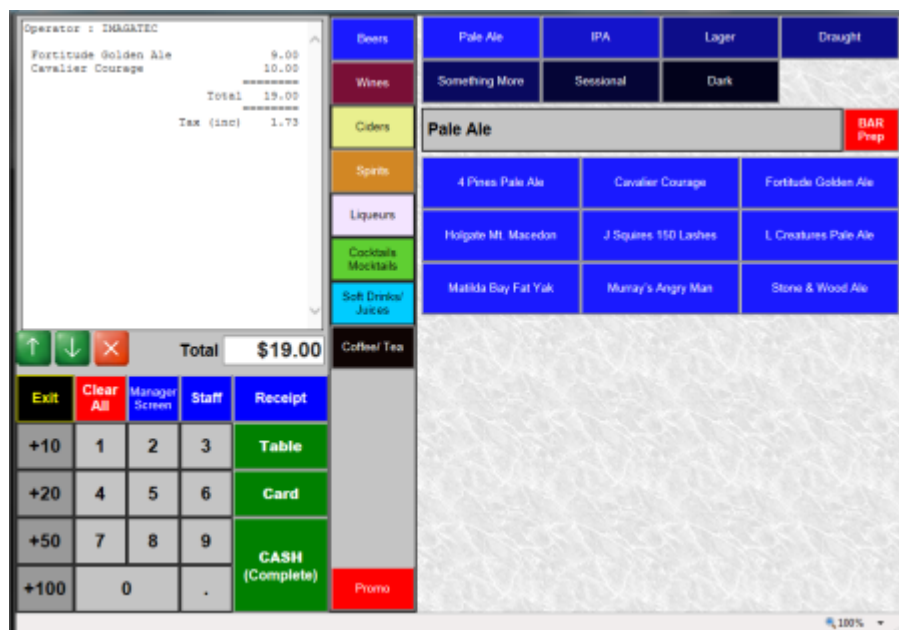 Operator : IMAGATEC
Fortitude Golden Ale 9.00
Cavalier Courage 10.00
========
Total 19.00
========
Tax (inc) 1.73
Total $19.00
Exit
Clear All
Manager Screen
Staff
Receipt
+10 1 2 3 Table
+20 4 5 6 Card
+50 7 8 9
CASH
(Complete)
+100 0 .
Beers
Wines
Ciders
Spirits
Liqueurs
Cocktails
Mocktails
Soft Drinks/
Juices
Coffee/ Tea
Promo
Pale Ale IPA Lager Draught
Something More Sessional Dark
Pale Ale
BAR
Prep
4 Pines Pale Ale Cavalier Courage Fortitude Golden Ale
Holgate Mt. Macedon J Squires 150 Lashes L Creatures Pale Ale
Matilda Bay Fat Yak Murray's Angry Man Stone & Wood Ale
100%